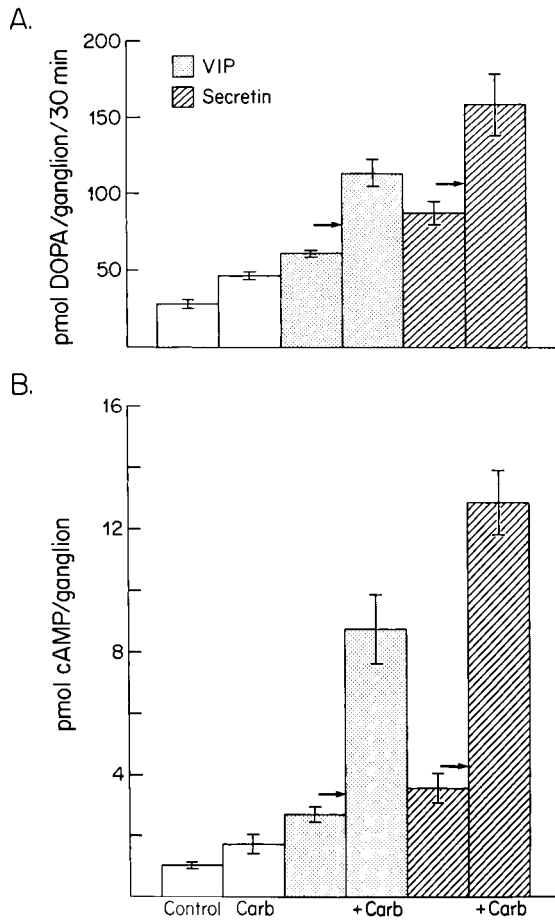 A.
200
150
100
50
pmol DOPA/ganglion/30 min
VIP
Secretin
B.
16
12
8
4
pmol cAMP/ganglion
Control Carb +Carb +Carb